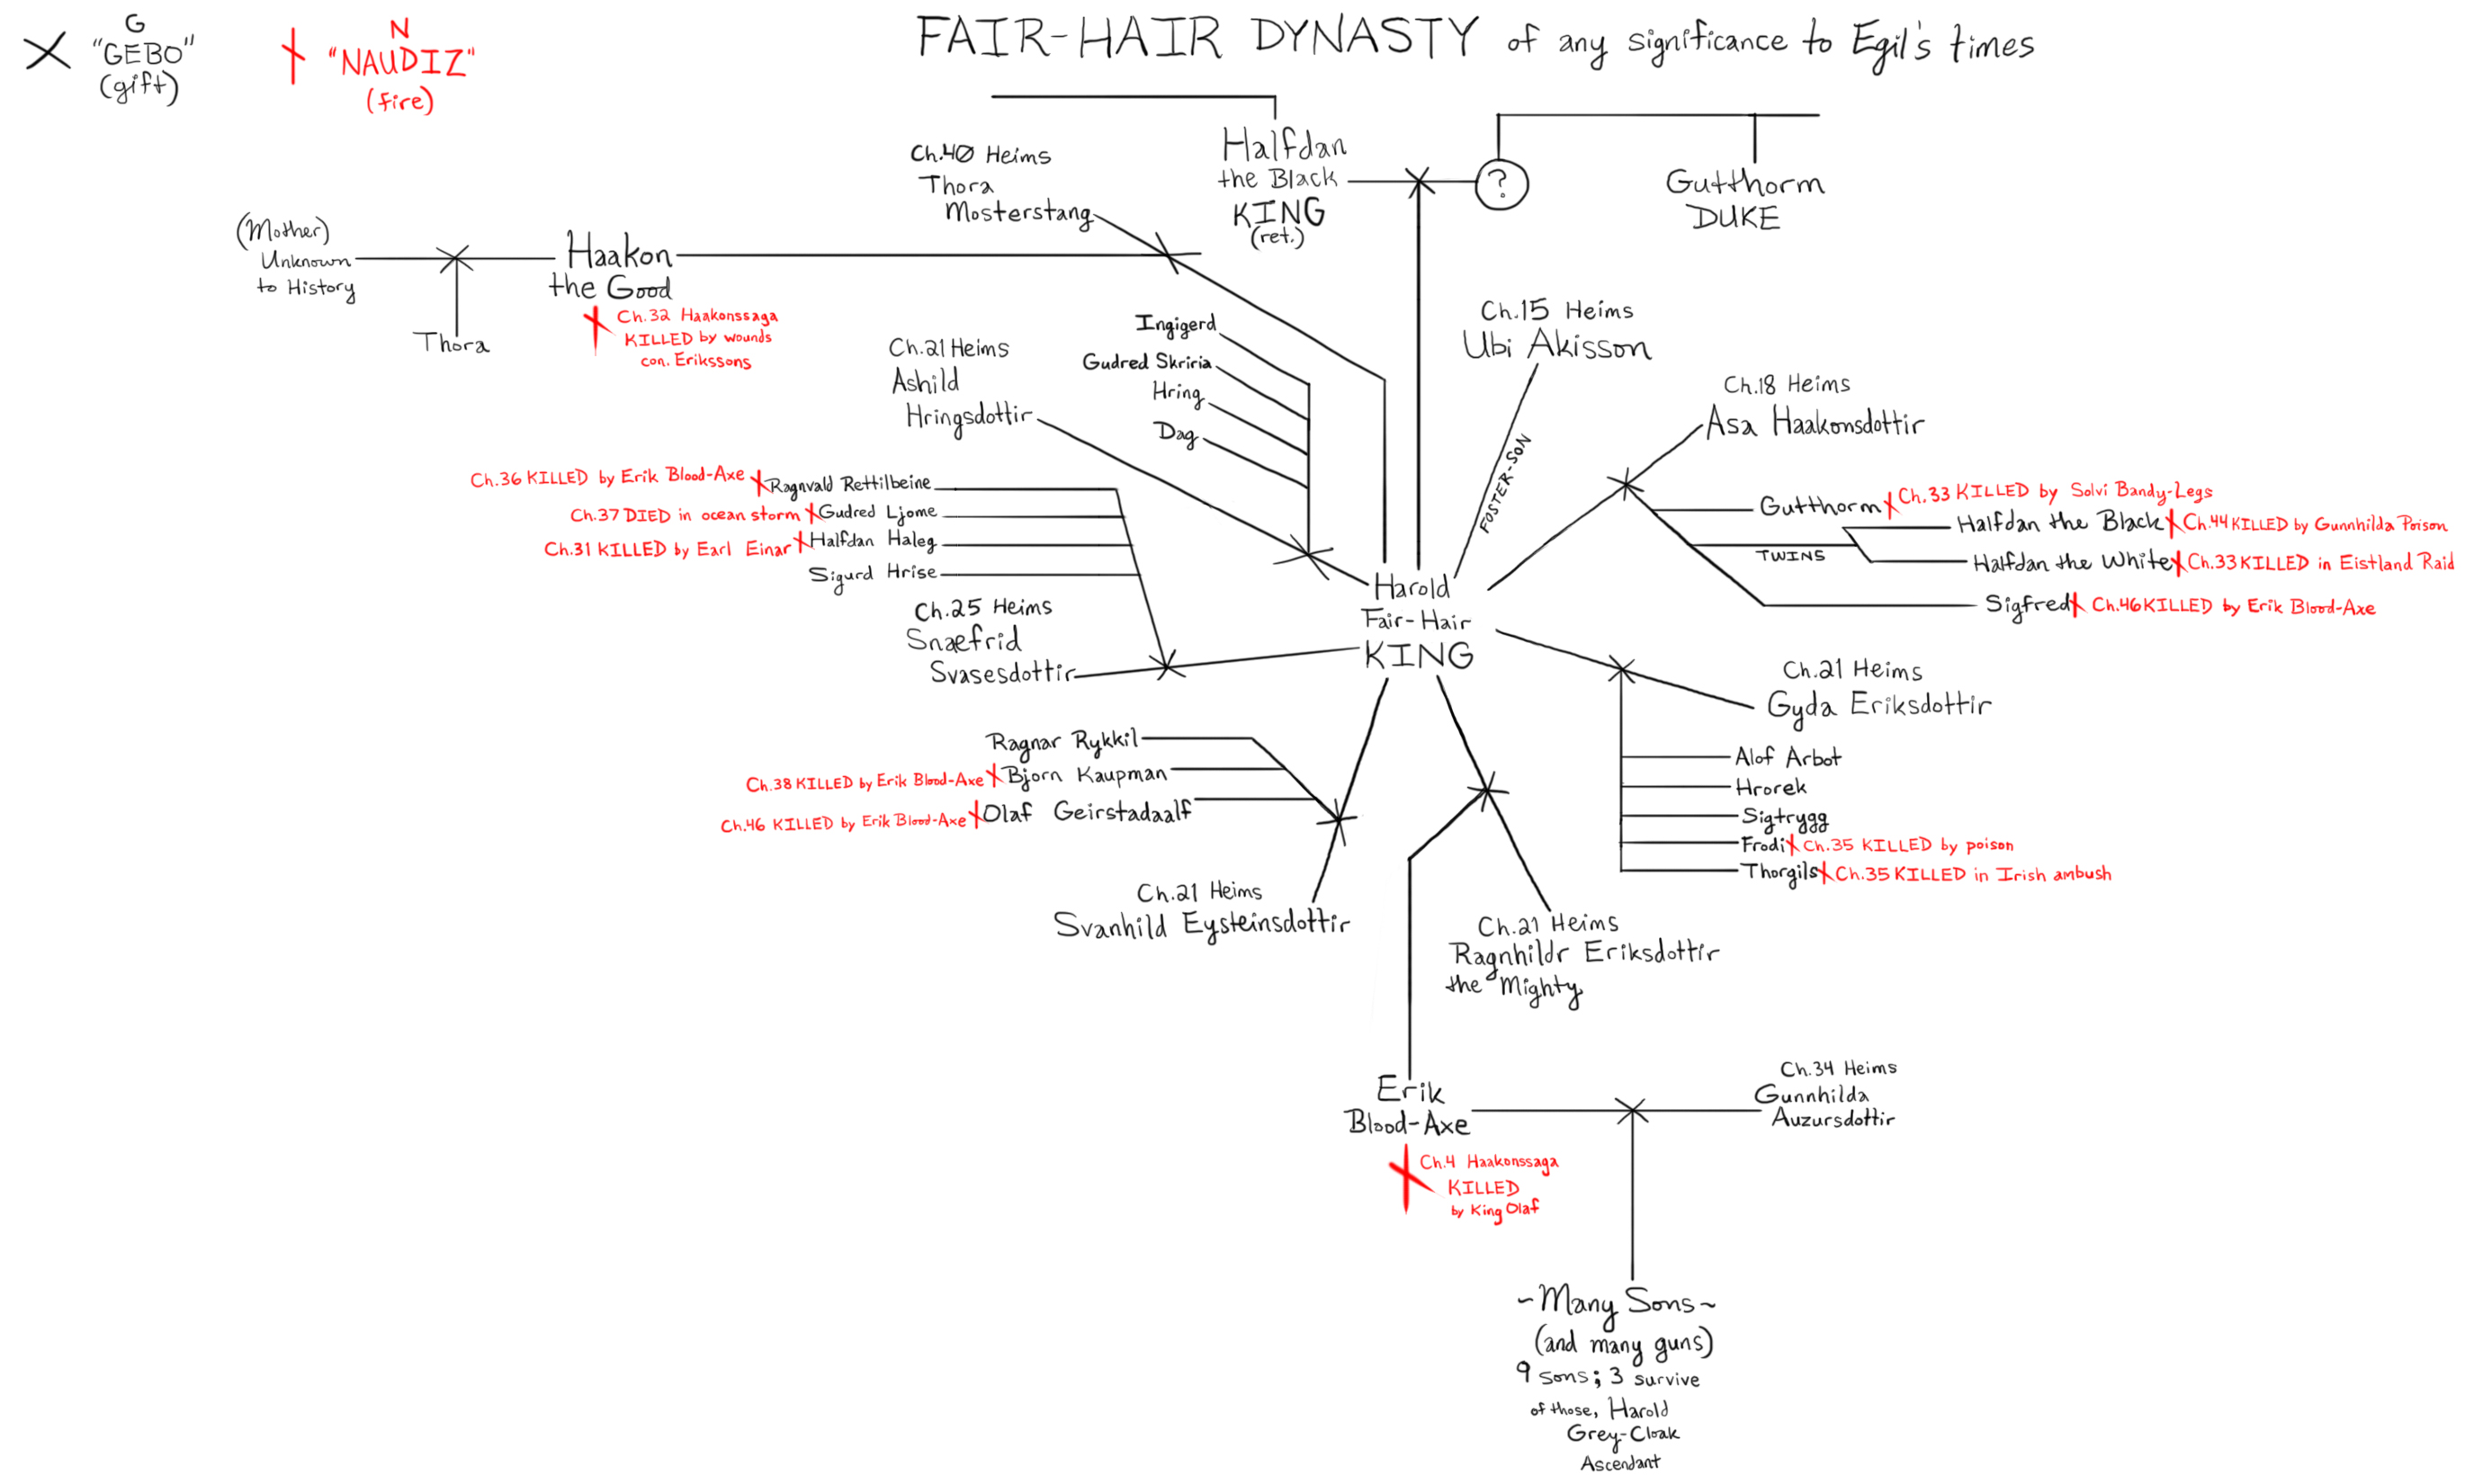 G
"GEBO"
(gift)
N
"NAUDIZ"
(fire)
FAIR-HAIR DYNASTY of any significance to Egil's times
Halfdan
the Black
KING
(ret.)
?
Gutthorm
DUKE
Ch.40 Heims
Thora
Mosterstang
(Mother)
Unknown
to History
Haakon
the Good
Thora
Ch.32 Haakonssaga
KILLED by wounds
con. Erikssons
Ch.21 Heims
Ashild
Hringsdottir
Ingigerd
Gudred Skriria
Hring
Dag
Ch.15 Heims
Ubi Akisson
FOSTER-SON
Ch.18 Heims
Asa Haakonsdottir
Gutthorm Ch.33 KILLED by Solvi Bandy-Legs
TWINS
Halfdan the Black Ch.44 KILLED by Gunnhilda Poison
Halfdan the White Ch.33 KILLED in Eistland Raid
Sigfred Ch.46 KILLED by Erik Blood-Axe
Ch.36 KILLED by Erik Blood-Axe Ragnvald Rettilbeine
Ch.37 DIED in ocean storm Gudred Ljome
Ch.31 KILLED by Earl Einar Halfdan Haleg
Sigurd Hrise
Ch.25 Heims
Snaefrid
Svasesdottir
Harold
Fair-Hair
KING
Ch.21 Heims
Gyda Eriksdottir
Alof Arbot
Hrorek
Sigtrygg
Frodi Ch.35 KILLED by poison
Thorgils Ch.35 KILLED in Irish ambush
Ragnar Rykkil
Ch.38 KILLED by Erik Blood-Axe Bjorn Kaupman
Ch.46 KILLED by Erik Blood-Axe Olaf Geirstadaalf
Ch.21 Heims
Svanhild Eysteinsdottir
Ch.21 Heims
Ragnhildr Eriksdottir
the Mighty
Erik
Blood-Axe
Ch.4 Haakonssaga
KILLED
by King Olaf
Ch.34 Heims
Gunnhilda
Auzursdottir
~Many Sons~
(and many guns)
9 sons; 3 survive
of those, Harold
Grey-Cloak
Ascendant